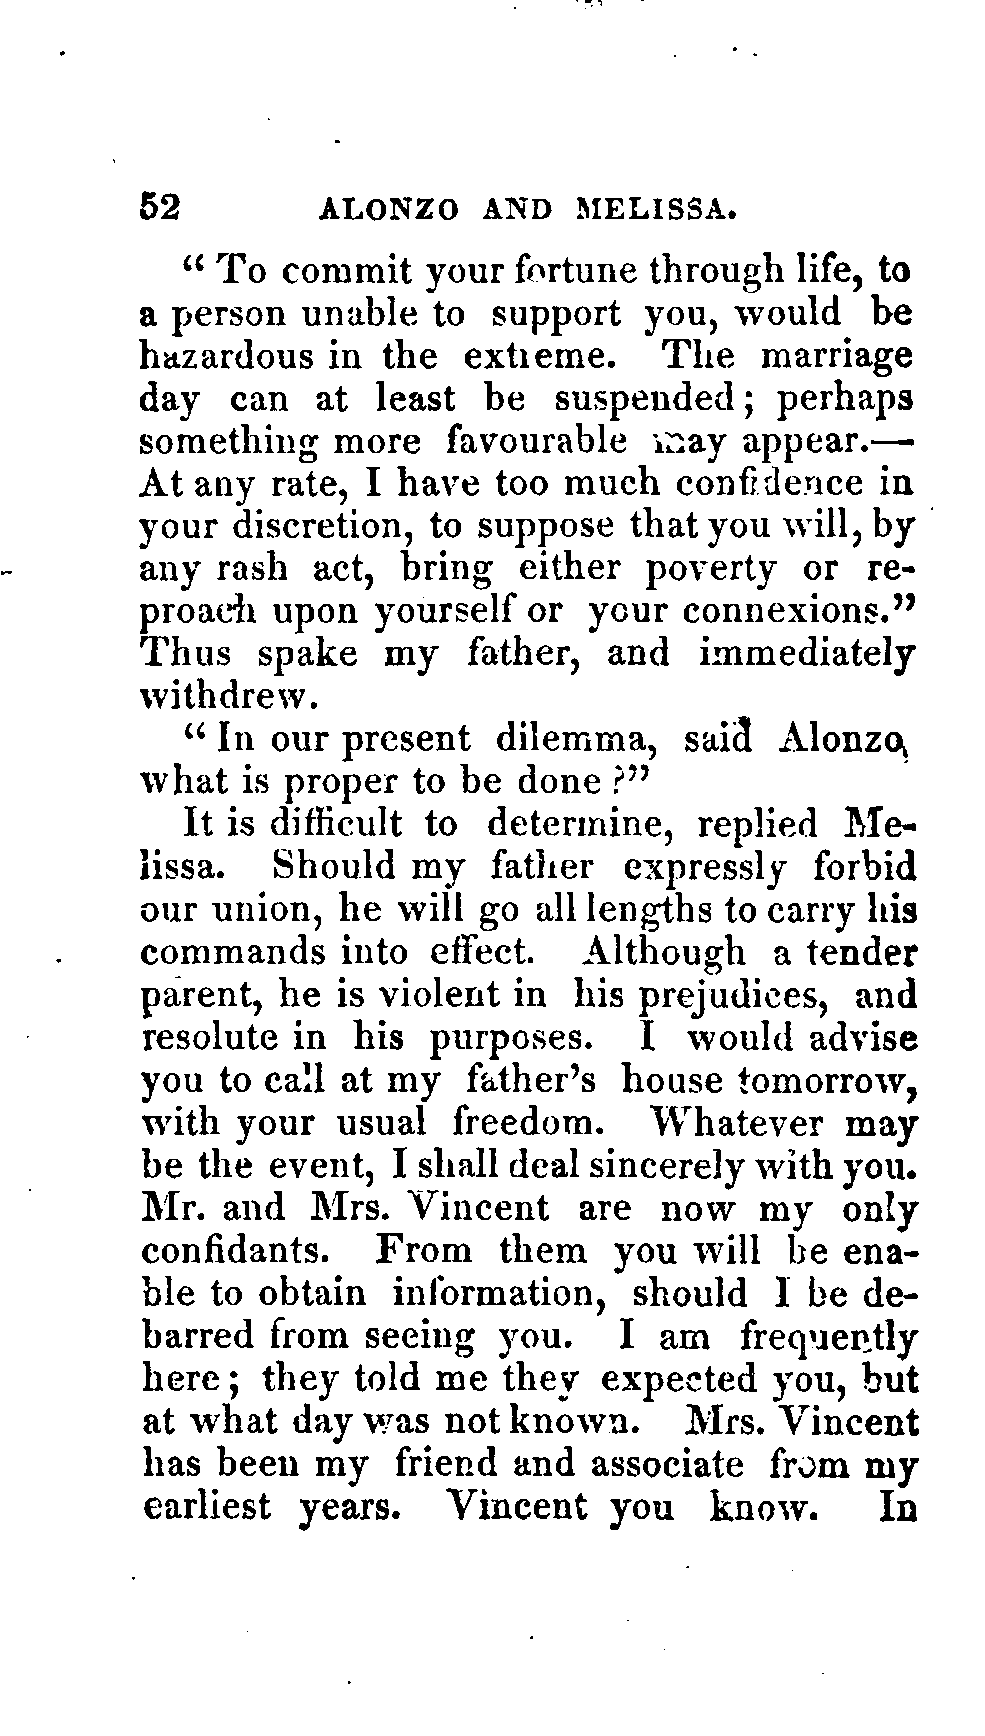 52 ALONZO AND MELISSA.
“ To commit your fortune through life, to
a person unable to support you, would be
hazardous in the extreme. The marriage
day can at least be suspended; perhaps
something more favourable may appear.—
At any rate, I have too much confidence in
your discretion, to suppose that you will, by
any rash act, bring either poverty or re-
proach upon yourself or your connexions.”
Thus spake my father, and immediately
withdrew.
“ In our present dilemma, said Alonzo,
what is proper to be done ?”
It is difficult to determine, replied Me-
lissa. Should my father expressly forbid
our union, he will go all lengths to carry his
commands into effect. Although a tender
parent, he is violent in his prejudices, and
resolute in his purposes. I would advise
you to call at my father’s house tomorrow,
with your usual freedom. Whatever may
be the event, I shall deal sincerely with you.
Mr. and Mrs. Vincent are now my only
confidants. From them you will be ena-
ble to obtain information, should I be de-
barred from seeing you. I am frequently
here; they told me they expected you, but
at what day was not known. Mrs. Vincent
has been my friend and associate from my
earliest years. Vincent you know. In